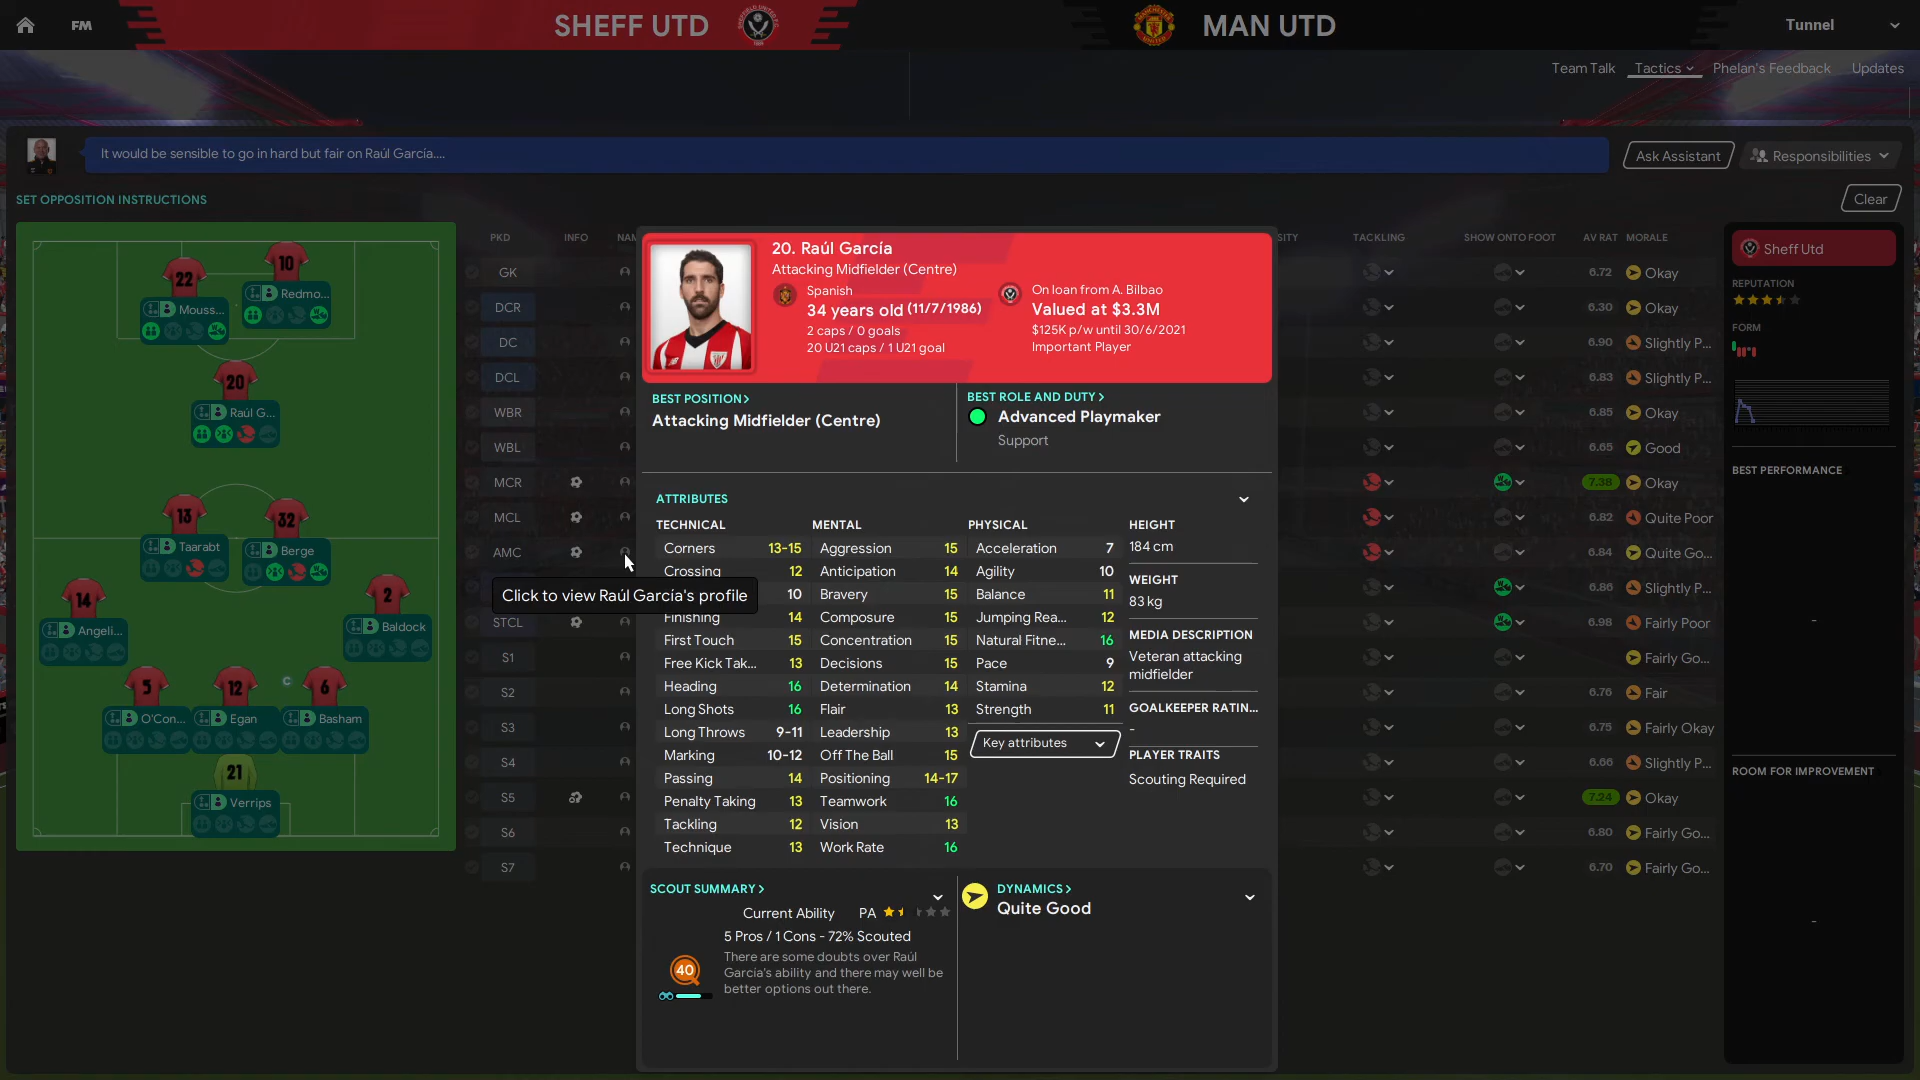 FM
SHEFF UTD
MAN UTD
Tunnel
Team Talk
Tactics
Phelan's Feedback
Updates
It would be sensible to go in hard but fair on Raúl García....
Ask Assistant
Responsibilities
SET OPPOSITION INSTRUCTIONS
Clear
22
Mouss...
10
Redmo...
20
Raúl G...
13
Taarabt
32
Berge
14
Angeli...
2
Baldock
5
O'Con...
12
Egan
C
6
Basham
21
Verrips
PKD
INFO
TACKLING
SHOW ONTO FOOT
AV RAT
MORALE
GK
6.72
Okay
DCR
6.30
Okay
DC
6.90
Slightly P...
DCL
6.83
Slightly P...
WBR
6.85
Okay
WBL
6.65
Good
MCR
7.38
Okay
MCL
6.82
Quite Poor
AMC
6.84
Quite Go...
6.86
Slightly P...
STCL
6.98
Fairly Poor
S1
Fairly Go...
S2
6.76
Fair
S3
6.75
Fairly Okay
S4
6.66
Slightly P...
S5
7.24
Okay
S6
6.80
Fairly Go...
S7
6.70
Fairly Go...
20. Raúl García
Attacking Midfielder (Centre)
Spanish
34 years old (11/7/1986)
2 caps / 0 goals
20 U21 caps / 1 U21 goal
On loan from A. Bilbao
Valued at $3.3M
$125K p/w until 30/6/2021
Important Player
BEST POSITION
Attacking Midfielder (Centre)
BEST ROLE AND DUTY
Advanced Playmaker
Support
ATTRIBUTES
TECHNICAL
Corners 13-15
Crossing 12
10
Finishing 14
First Touch 15
Free Kick Tak... 13
Heading 16
Long Shots 16
Long Throws 9-11
Marking 10-12
Passing 14
Penalty Taking 13
Tackling 12
Technique 13
MENTAL
Aggression 15
Anticipation 14
Bravery 15
Composure 15
Concentration 15
Decisions 15
Determination 14
Flair 13
Leadership 13
Off The Ball 15
Positioning 14-17
Teamwork 16
Vision 13
Work Rate 16
PHYSICAL
Acceleration 7
Agility 10
Balance 11
Jumping Rea... 12
Natural Fitne... 16
Pace 9
Stamina 12
Strength 11
Key attributes
HEIGHT
184 cm
WEIGHT
83 kg
MEDIA DESCRIPTION
Veteran attacking
midfielder
GOALKEEPER RATIN...
-
PLAYER TRAITS
Scouting Required
Click to view Raúl García's profile
SCOUT SUMMARY
Current Ability
PA
5 Pros / 1 Cons - 72% Scouted
40
There are some doubts over Raúl
García's ability and there may well be
better options out there.
DYNAMICS
Quite Good
Sheff Utd
REPUTATION
FORM
BEST PERFORMANCE
-
ROOM FOR IMPROVEMENT
-